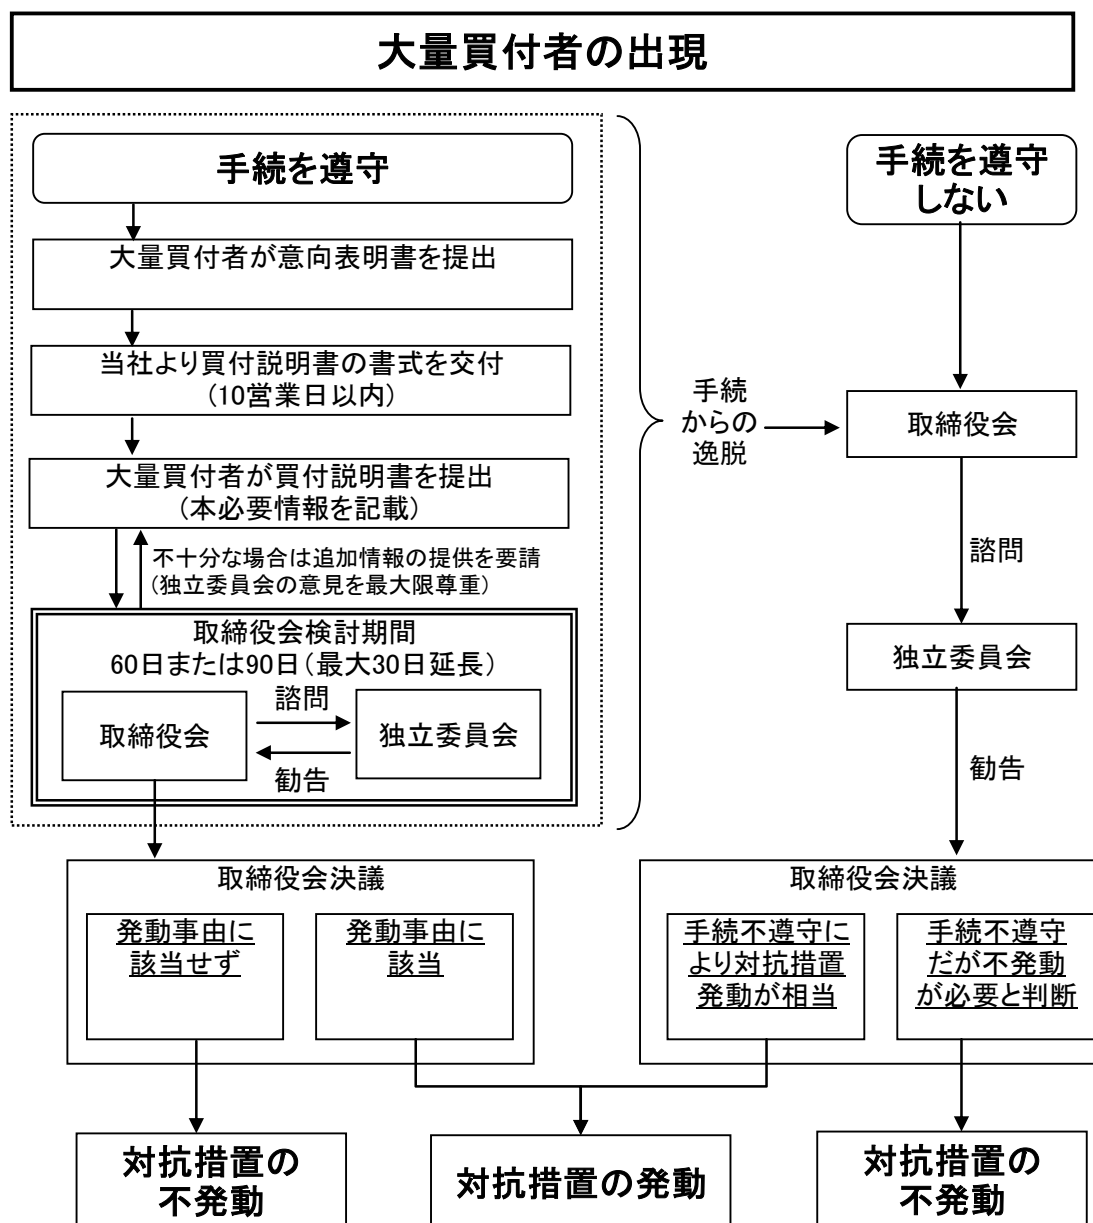 大量買付者の出現
手続を遵守
大量買付者が意向表明書を提出
当社より買付説明書の書式を交付
(10営業日以内)
大量買付者が買付説明書を提出
(本必要情報を記載)
不十分な場合は追加情報の提供を要請
(独立委員会の意見を最大限尊重)
取締役会検討期間
60日または90日(最大30日延長)
諮問
取締役会
独立委員会
勧告
手続
からの
逸脱
手続を遵守
しない
取締役会
諮問
独立委員会
勧告
取締役会決議
発動事由に
該当せず
発動事由に
該当
取締役会決議
手続不遵守に
より対抗措置
発動が相当
手続不遵守
だが不発動
が必要と判断
対抗措置の
不発動
対抗措置の発動
対抗措置の
不発動